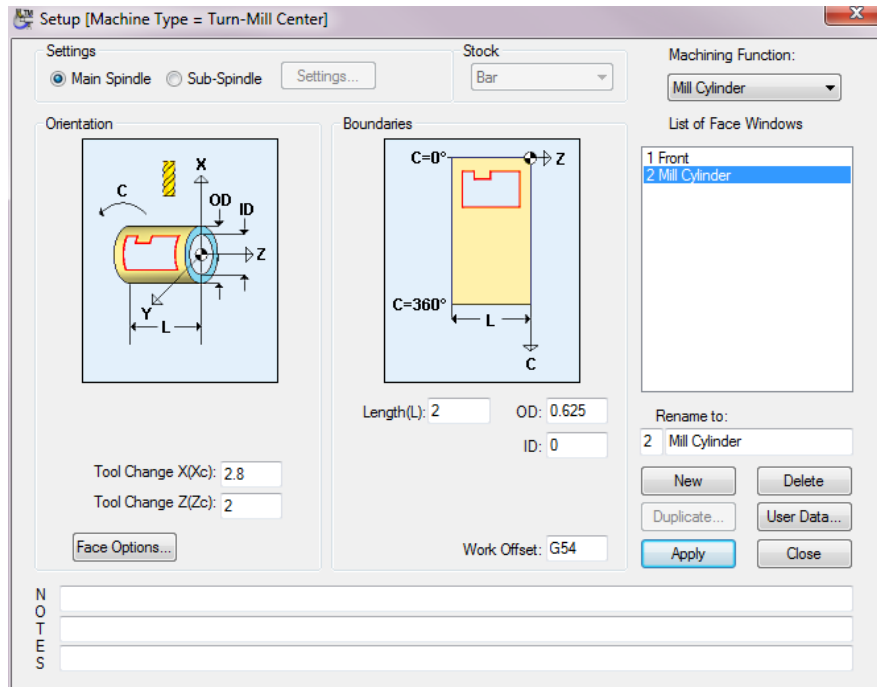 Setup [Machine Type = Turn-Mill Center]
Settings
Main Spindle Sub-Spindle Settings...
Stock
Bar
Machining Function:
Mill Cylinder
Orientation
X
C
OD
ID
Z
Y
L
Tool Change X(Xc): 2.8
Tool Change Z(Zc): 2
Face Options...
Boundaries
C=0°
Z
C=360°
L
C
Length(L): 2 OD: 0.625
ID: 0
Work Offset: G54
List of Face Windows
1 Front
2 Mill Cylinder
Rename to:
2 Mill Cylinder
New Delete
Duplicate... User Data...
Apply Close
NOTES